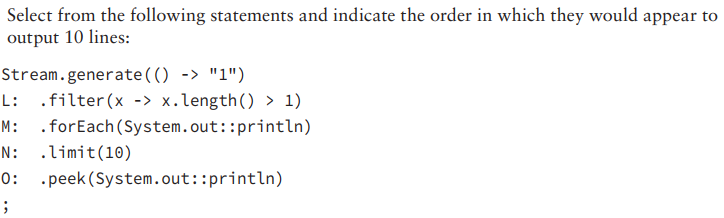 Select from the following statements and indicate the order in which they would appear to
output 10 lines:
Stream.generate(() -> "1")
L: .filter(x -> x.length() > 1)
M: .forEach(System.out::println)
N: .limit(10)
O: .peek(System.out::println)
;